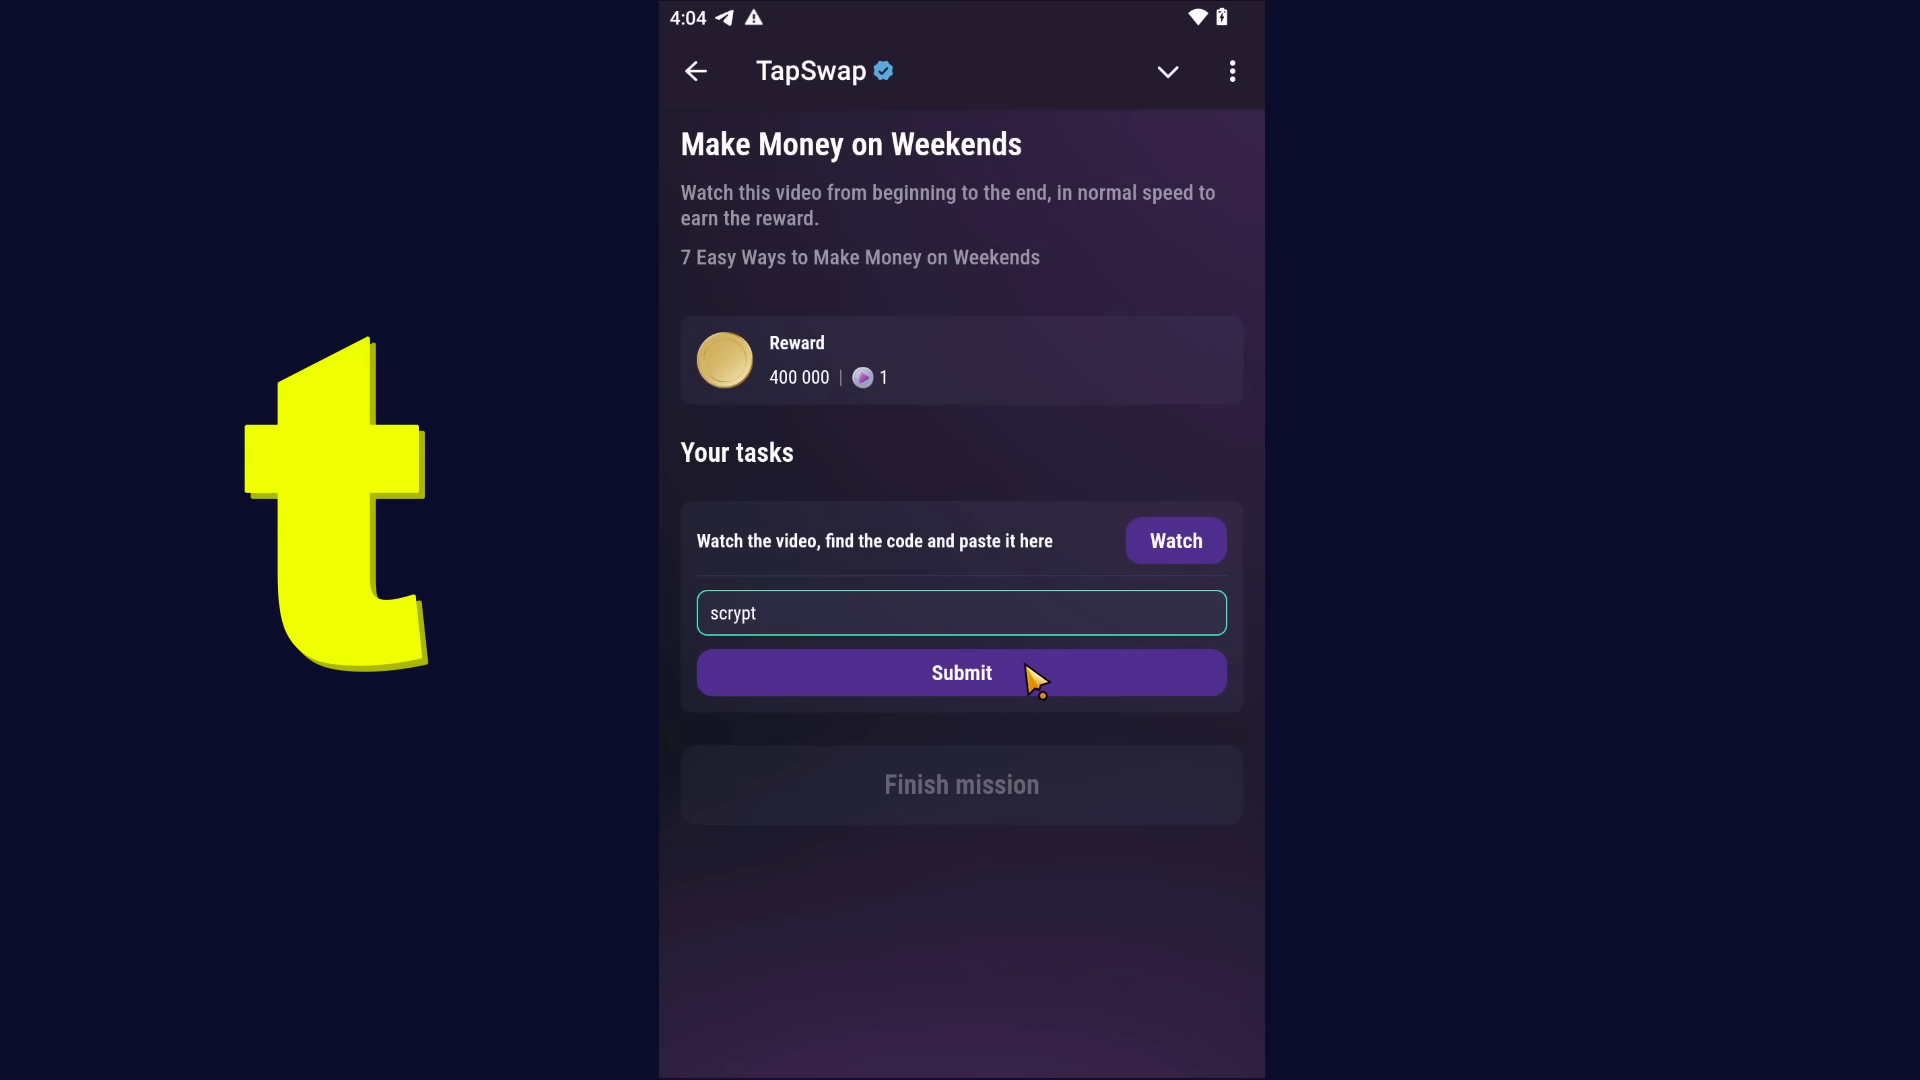 4:04
TapSwap
Make Money on Weekends
Watch this video from beginning to the end, in normal speed to
earn the reward.
7 Easy Ways to Make Money on Weekends
Reward
400 000 | 1
Your tasks
Watch the video, find the code and paste it here
Watch
scrypt
Submit
Finish mission
t